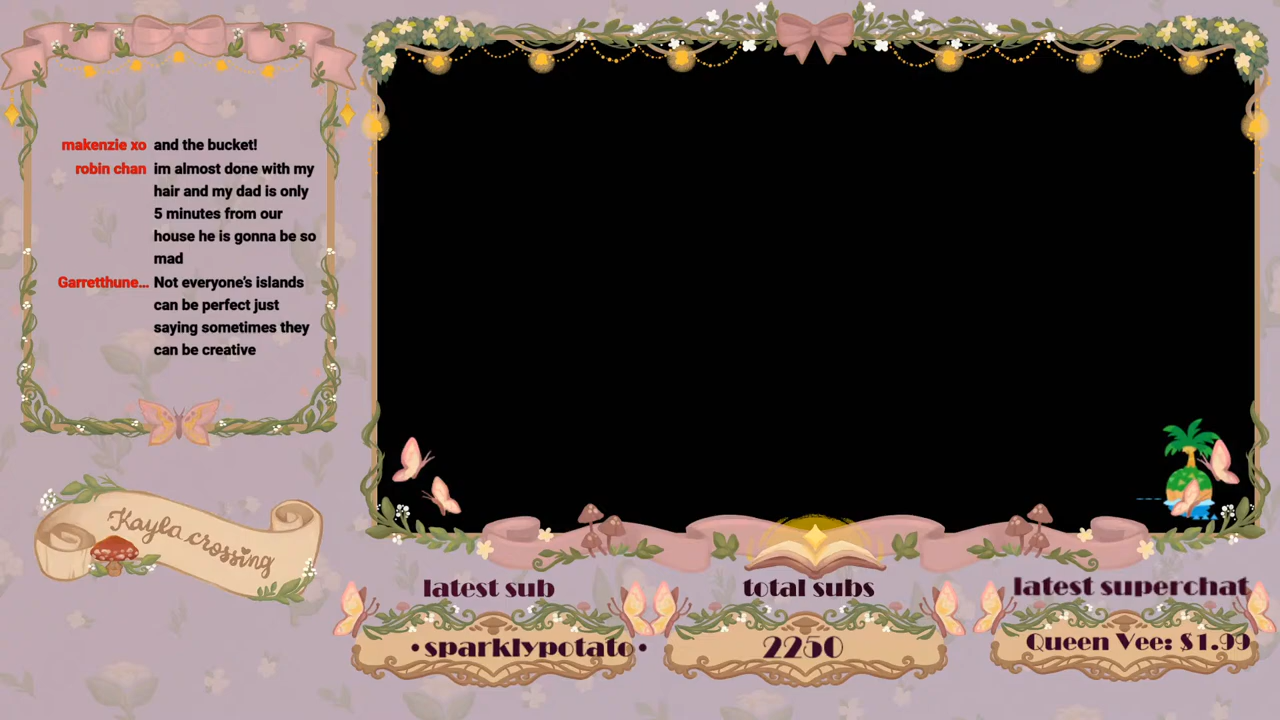 makenzie xo and the bucket!
robin chan im almost done with my
hair and my dad is only
5 minutes from our
house he is gonna be so
mad
Garretthune... Not everyone's islands
can be perfect just
saying sometimes they
can be creative
Kayla crossing
latest sub
total subs
latest superchat
•sparklypotato•
2250
Queen Vee: $1.99